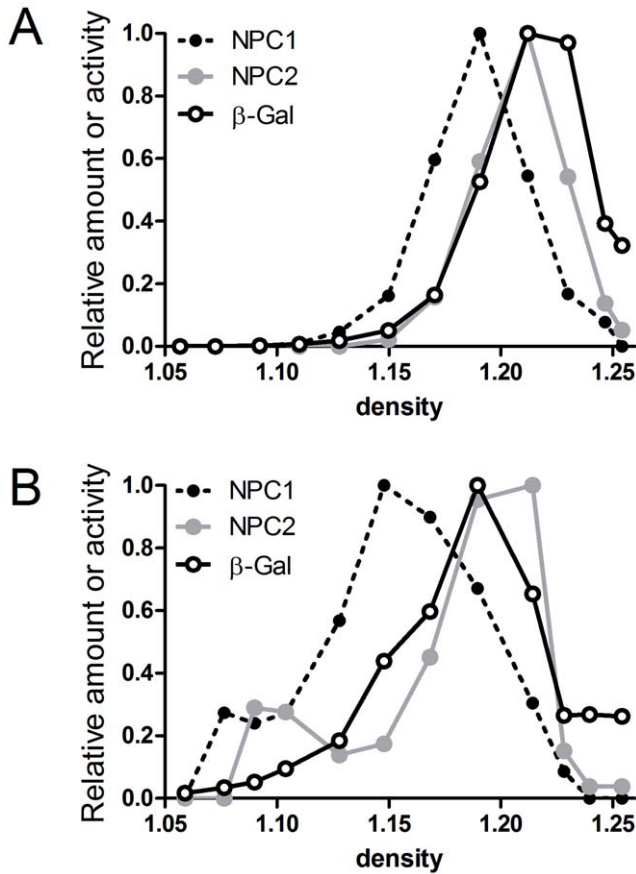 A
NPC1
NPC2
β-Gal
Relative amount or activity
1.0
0.8
0.6
0.4
0.2
0.0
1.05 1.10 1.15 1.20 1.25
density
B
NPC1
NPC2
β-Gal
Relative amount or activity
1.0
0.8
0.6
0.4
0.2
0.0
1.05 1.10 1.15 1.20 1.25
density